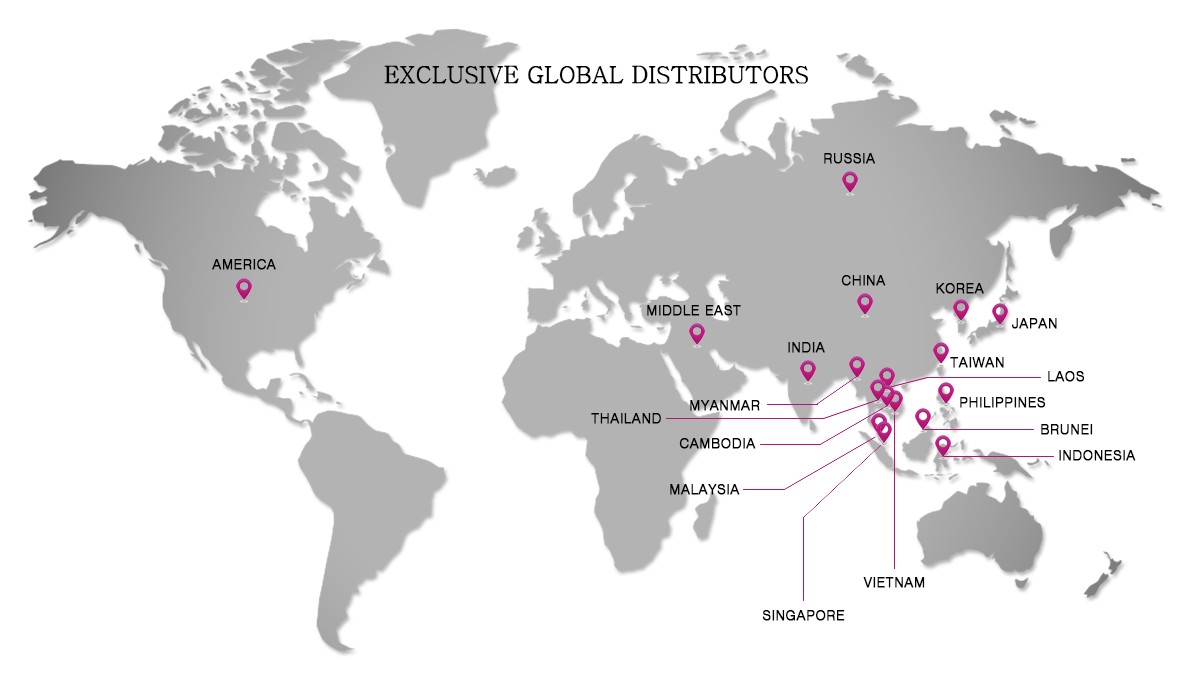 EXCLUSIVE GLOBAL DISTRIBUTORS
RUSSIA
AMERICA
CHINA
KOREA
MIDDLE EAST
JAPAN
INDIA
TAIWAN
LAOS
MYANMAR
PHILIPPINES
THAILAND
BRUNEI
CAMBODIA
INDONESIA
MALAYSIA
VIETNAM
SINGAPORE